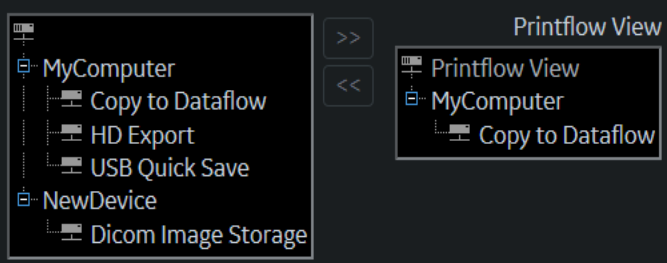 MyComputer
Copy to Dataflow
HD Export
USB Quick Save
NewDevice
Dicom Image Storage
>>
<<
Printflow View
Printflow View
MyComputer
Copy to Dataflow